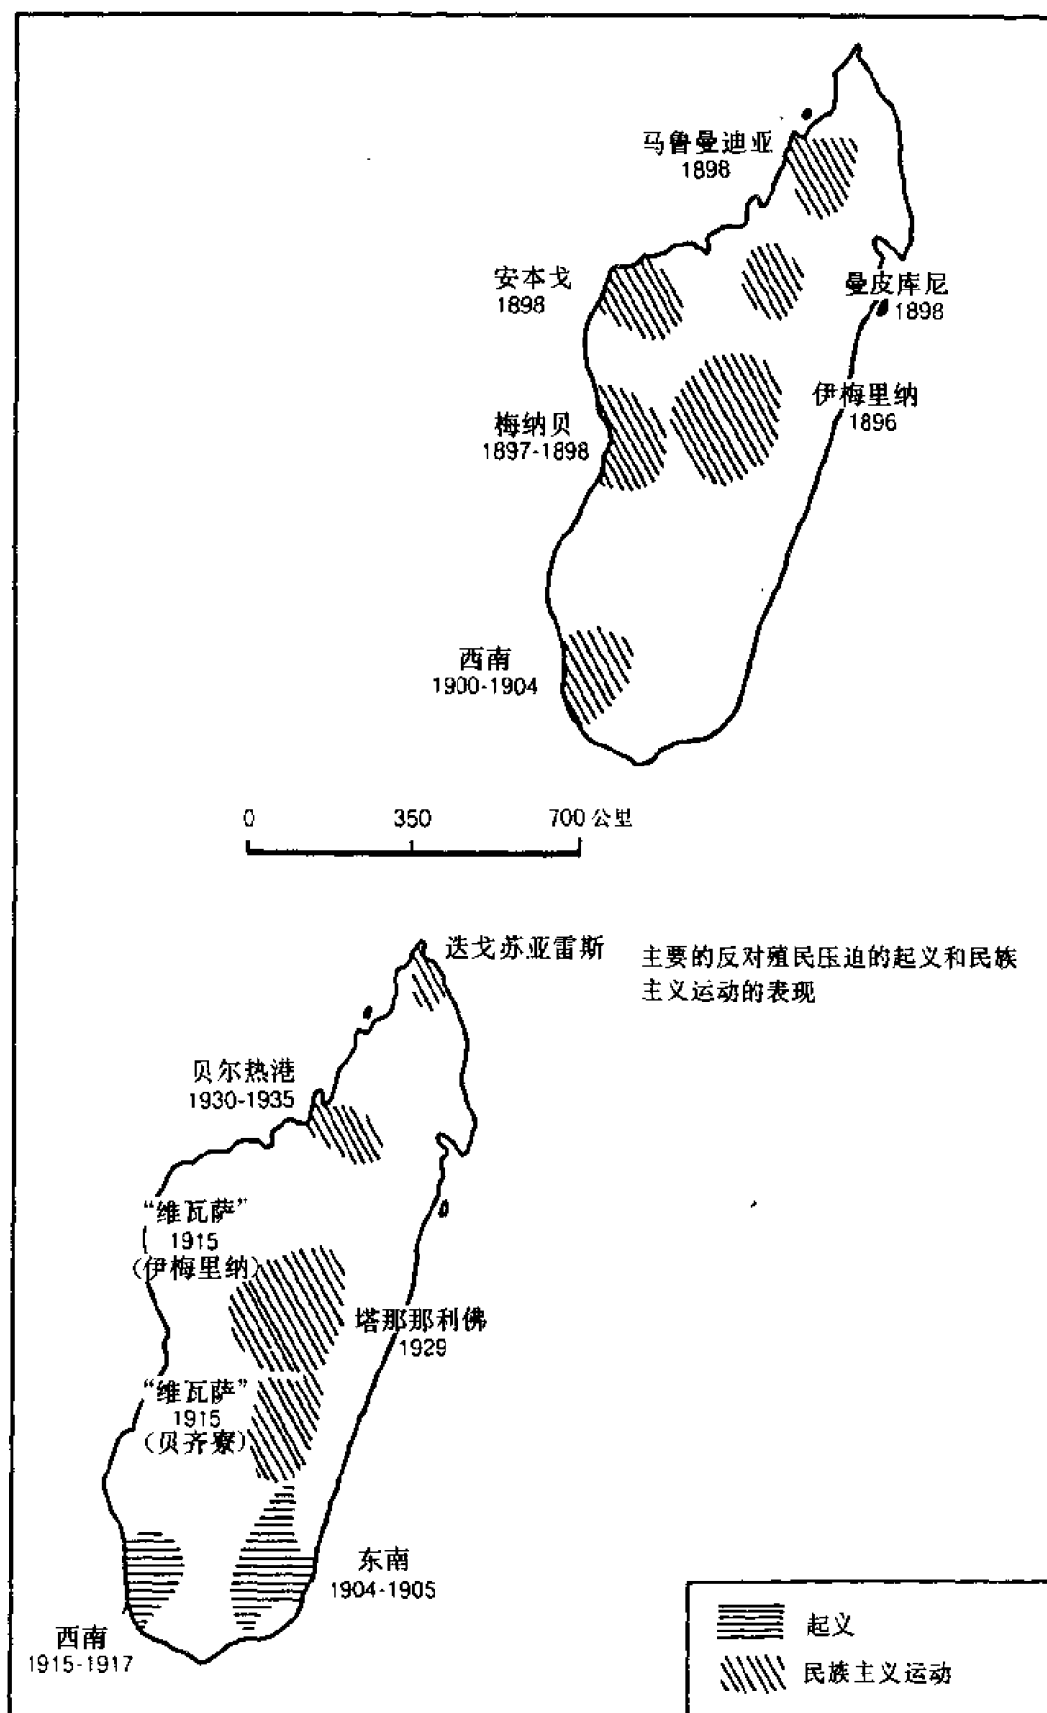 马鲁曼迪亚
1898
安本戈
1898
曼皮库尼
1898
伊梅里纳
1896
梅纳贝
1897-1898
西南
1900-1904
0 350 700 公里
迭戈苏亚雷斯
主要的反对殖民压迫的起义和民族
主义运动的表现
贝尔热港
1930-1935
“维瓦萨”
1915
(伊梅里纳)
塔那那利佛
1929
“维瓦萨”
1915
(贝齐寮)
东南
1904-1905
西南
1915-1917
起义
民族主义运动